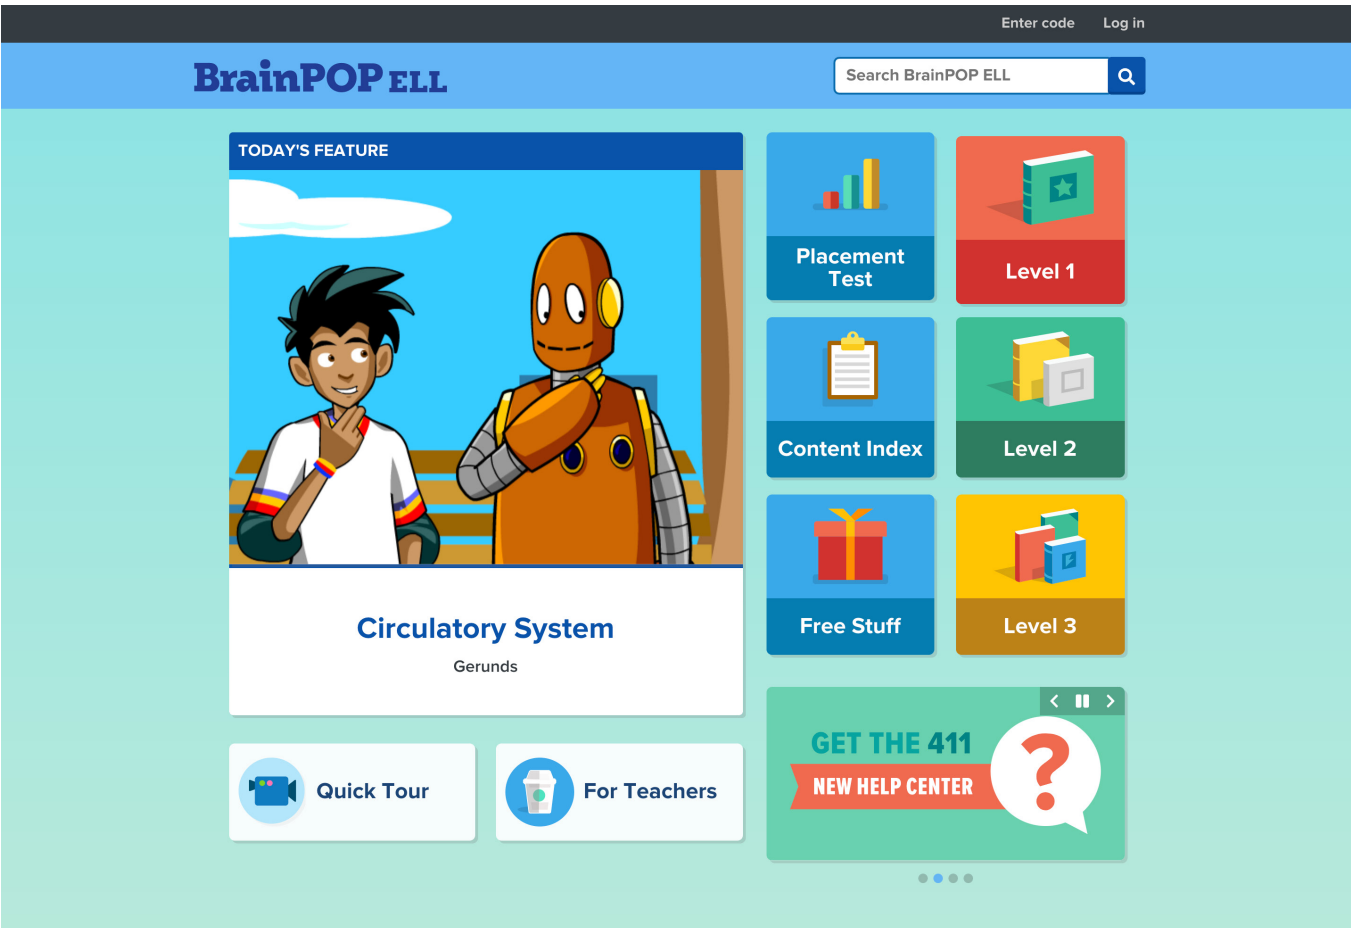 Enter code Log in
BrainPOP ELL
Search BrainPOP ELL
TODAY'S FEATURE
Circulatory System
Gerunds
Quick Tour
For Teachers
Placement
Test
Level 1
Content Index
Level 2
Free Stuff
Level 3
GET THE 411
NEW HELP CENTER
?